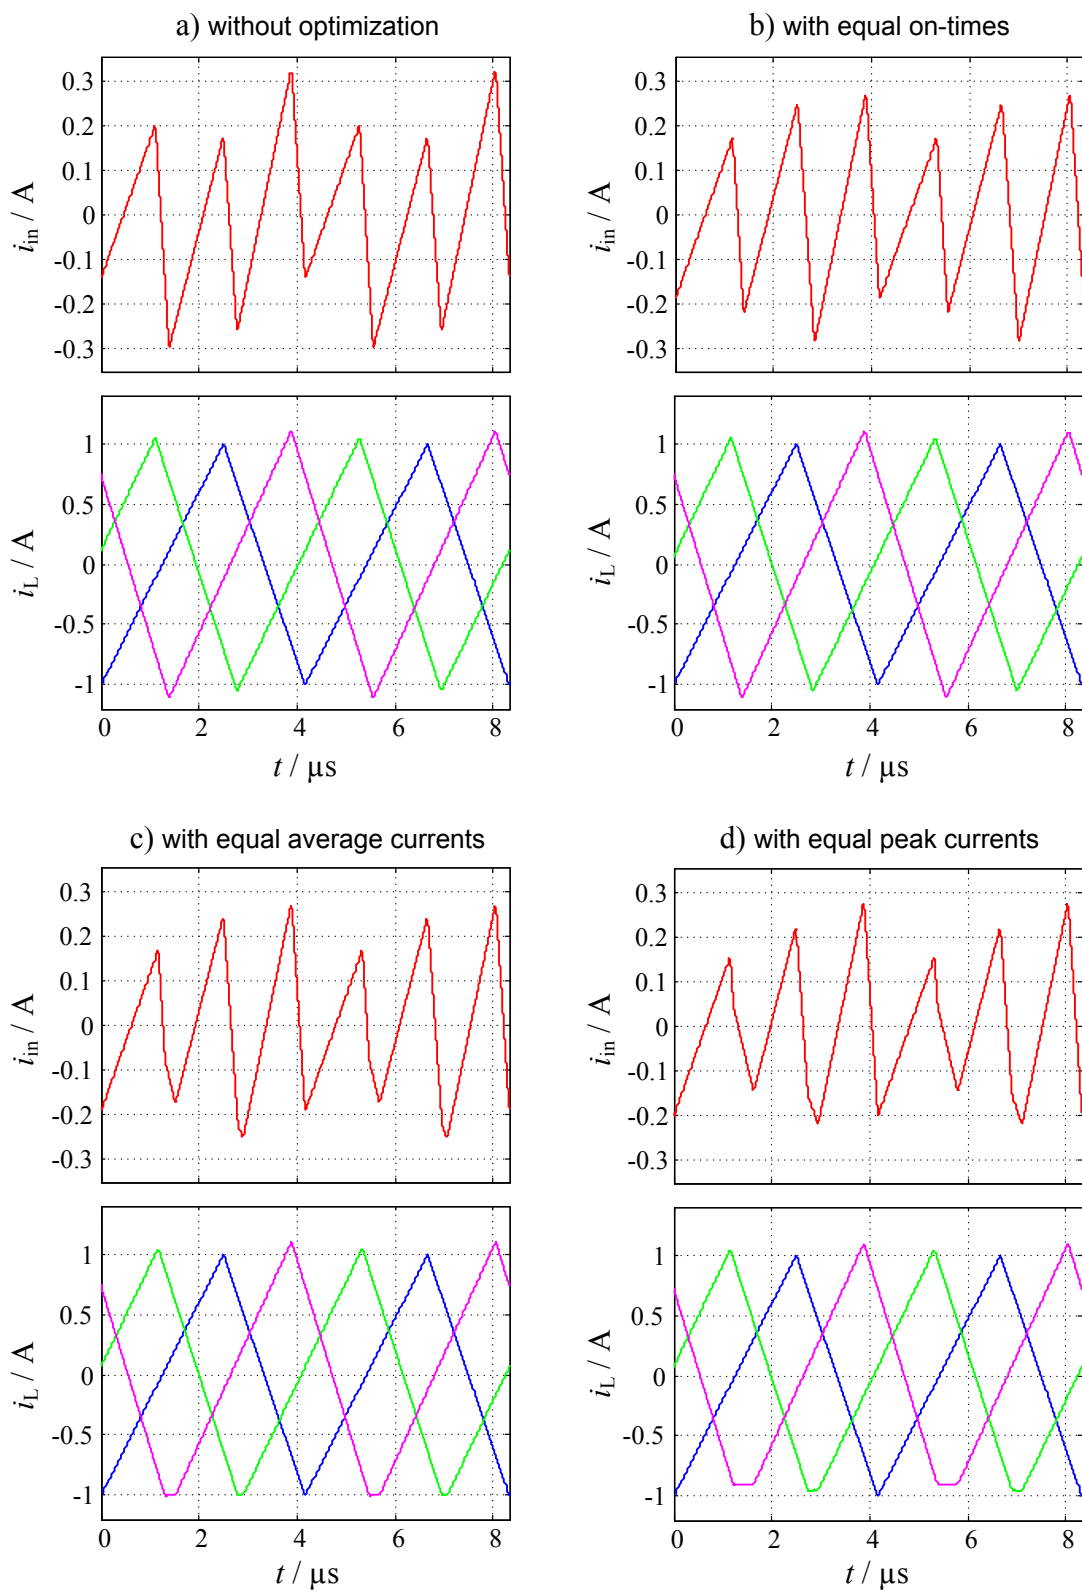 a) without optimization
0.3
0.2
0.1
0
-0.1
-0.2
-0.3
i_in / A
1
0.5
0
-0.5
-1
i_L / A
0 2 4 6 8
t / µs
b) with equal on-times
0.3
0.2
0.1
0
-0.1
-0.2
-0.3
i_in / A
1
0.5
0
-0.5
-1
i_L / A
0 2 4 6 8
t / µs
c) with equal average currents
0.3
0.2
0.1
0
-0.1
-0.2
-0.3
i_in / A
1
0.5
0
-0.5
-1
i_L / A
0 2 4 6 8
t / µs
d) with equal peak currents
0.3
0.2
0.1
0
-0.1
-0.2
-0.3
i_in / A
1
0.5
0
-0.5
-1
i_L / A
0 2 4 6 8
t / µs